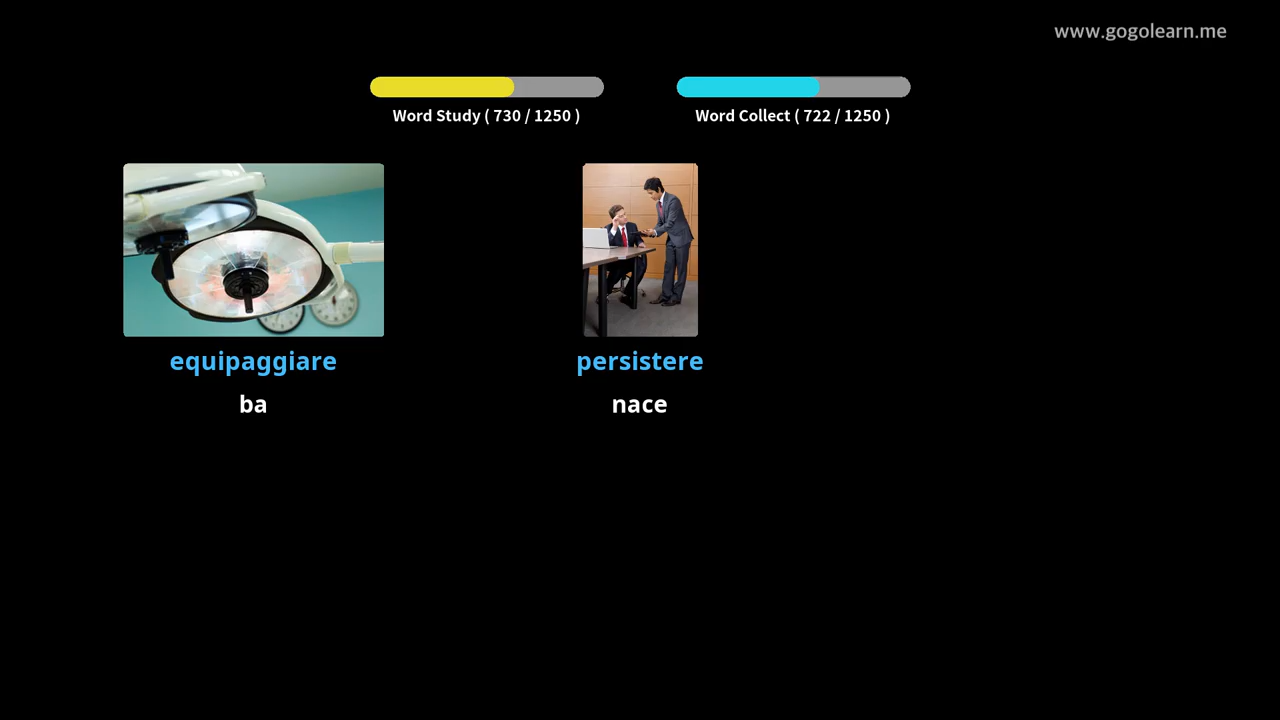 www.gogolearn.me
Word Study ( 730 / 1250 )
Word Collect ( 722 / 1250 )
equipaggiare
persistere
ba
nace